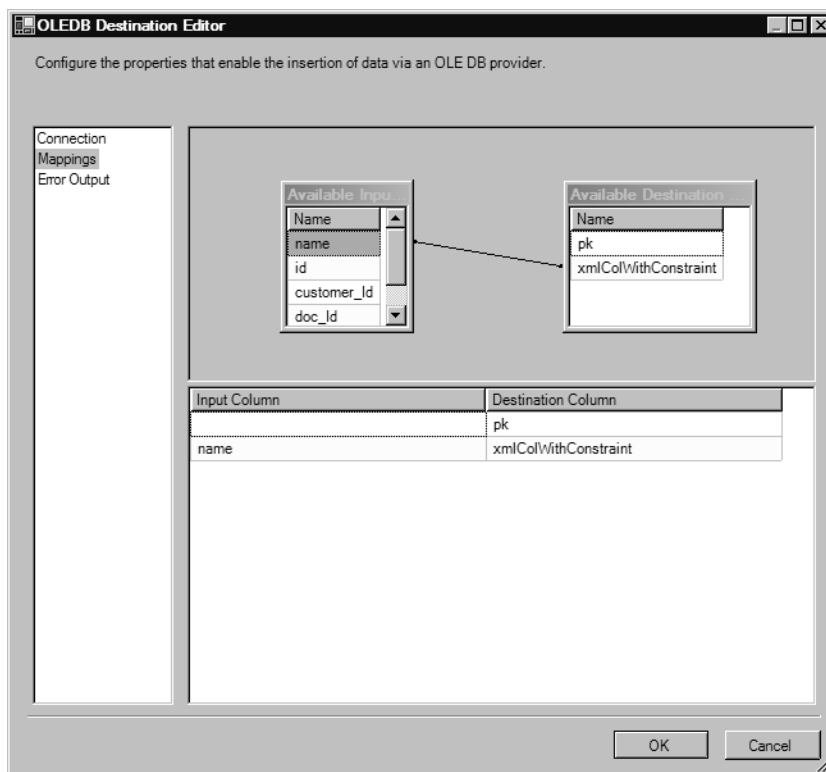 OLEDB Destination Editor
Configure the properties that enable the insertion of data via an OLE DB provider.
Connection
Mappings
Error Output
Available Inpu...
Name
name
id
customer_Id
doc_Id
Available Destination ...
Name
pk
xmlColWithConstraint
Input Column Destination Column
pk
name xmlColWithConstraint
OK Cancel